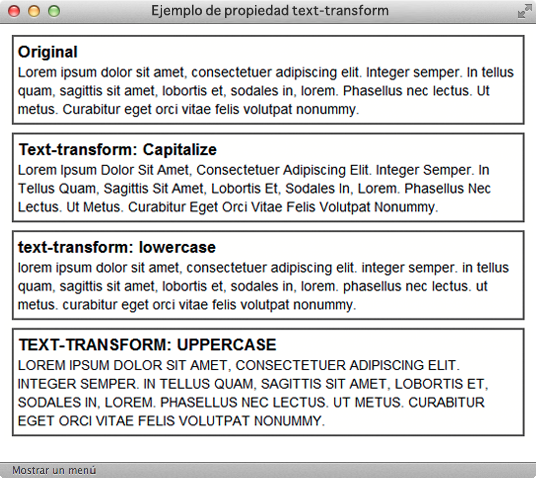 Ejemplo de propiedad text-transform
Original
Lorem ipsum dolor sit amet, consectetuer adipiscing elit. Integer semper. In tellus
quam, sagittis sit amet, lobortis et, sodales in, lorem. Phasellus nec lectus. Ut
metus. Curabitur eget orci vitae felis volutpat nonummy.
Text-transform: Capitalize
Lorem Ipsum Dolor Sit Amet, Consectetuer Adipiscing Elit. Integer Semper. In
Tellus Quam, Sagittis Sit Amet, Lobortis Et, Sodales In, Lorem. Phasellus Nec
Lectus. Ut Metus. Curabitur Eget Orci Vitae Felis Volutpat Nonummy.
text-transform: lowercase
lorem ipsum dolor sit amet, consectetuer adipiscing elit. integer semper. in tellus
quam, sagittis sit amet, lobortis et, sodales in, lorem. phasellus nec lectus. ut
metus. curabitur eget orci vitae felis volutpat nonummy.
TEXT-TRANSFORM: UPPERCASE
LOREM IPSUM DOLOR SIT AMET, CONSECTETUER ADIPISCING ELIT.
INTEGER SEMPER. IN TELLUS QUAM, SAGITTIS SIT AMET, LOBORTIS ET,
SODALES IN, LOREM. PHASELLUS NEC LECTUS. UT METUS. CURABITUR
EGET ORCI VITAE FELIS VOLUTPAT NONUMMY.
Mostrar un menú